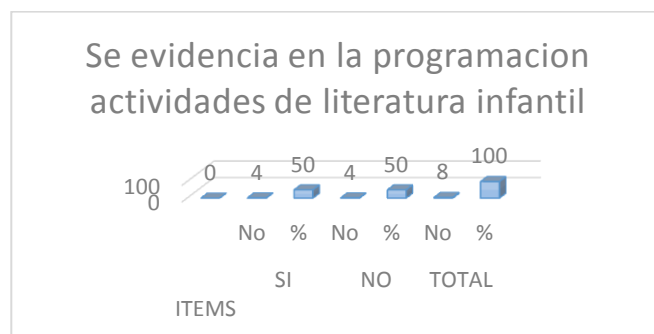 Se evidencia en la programacion
actividades de literatura infantil
0 4 50 4 50 8 100
100
0
No % No % No %
SI NO TOTAL
ITEMS